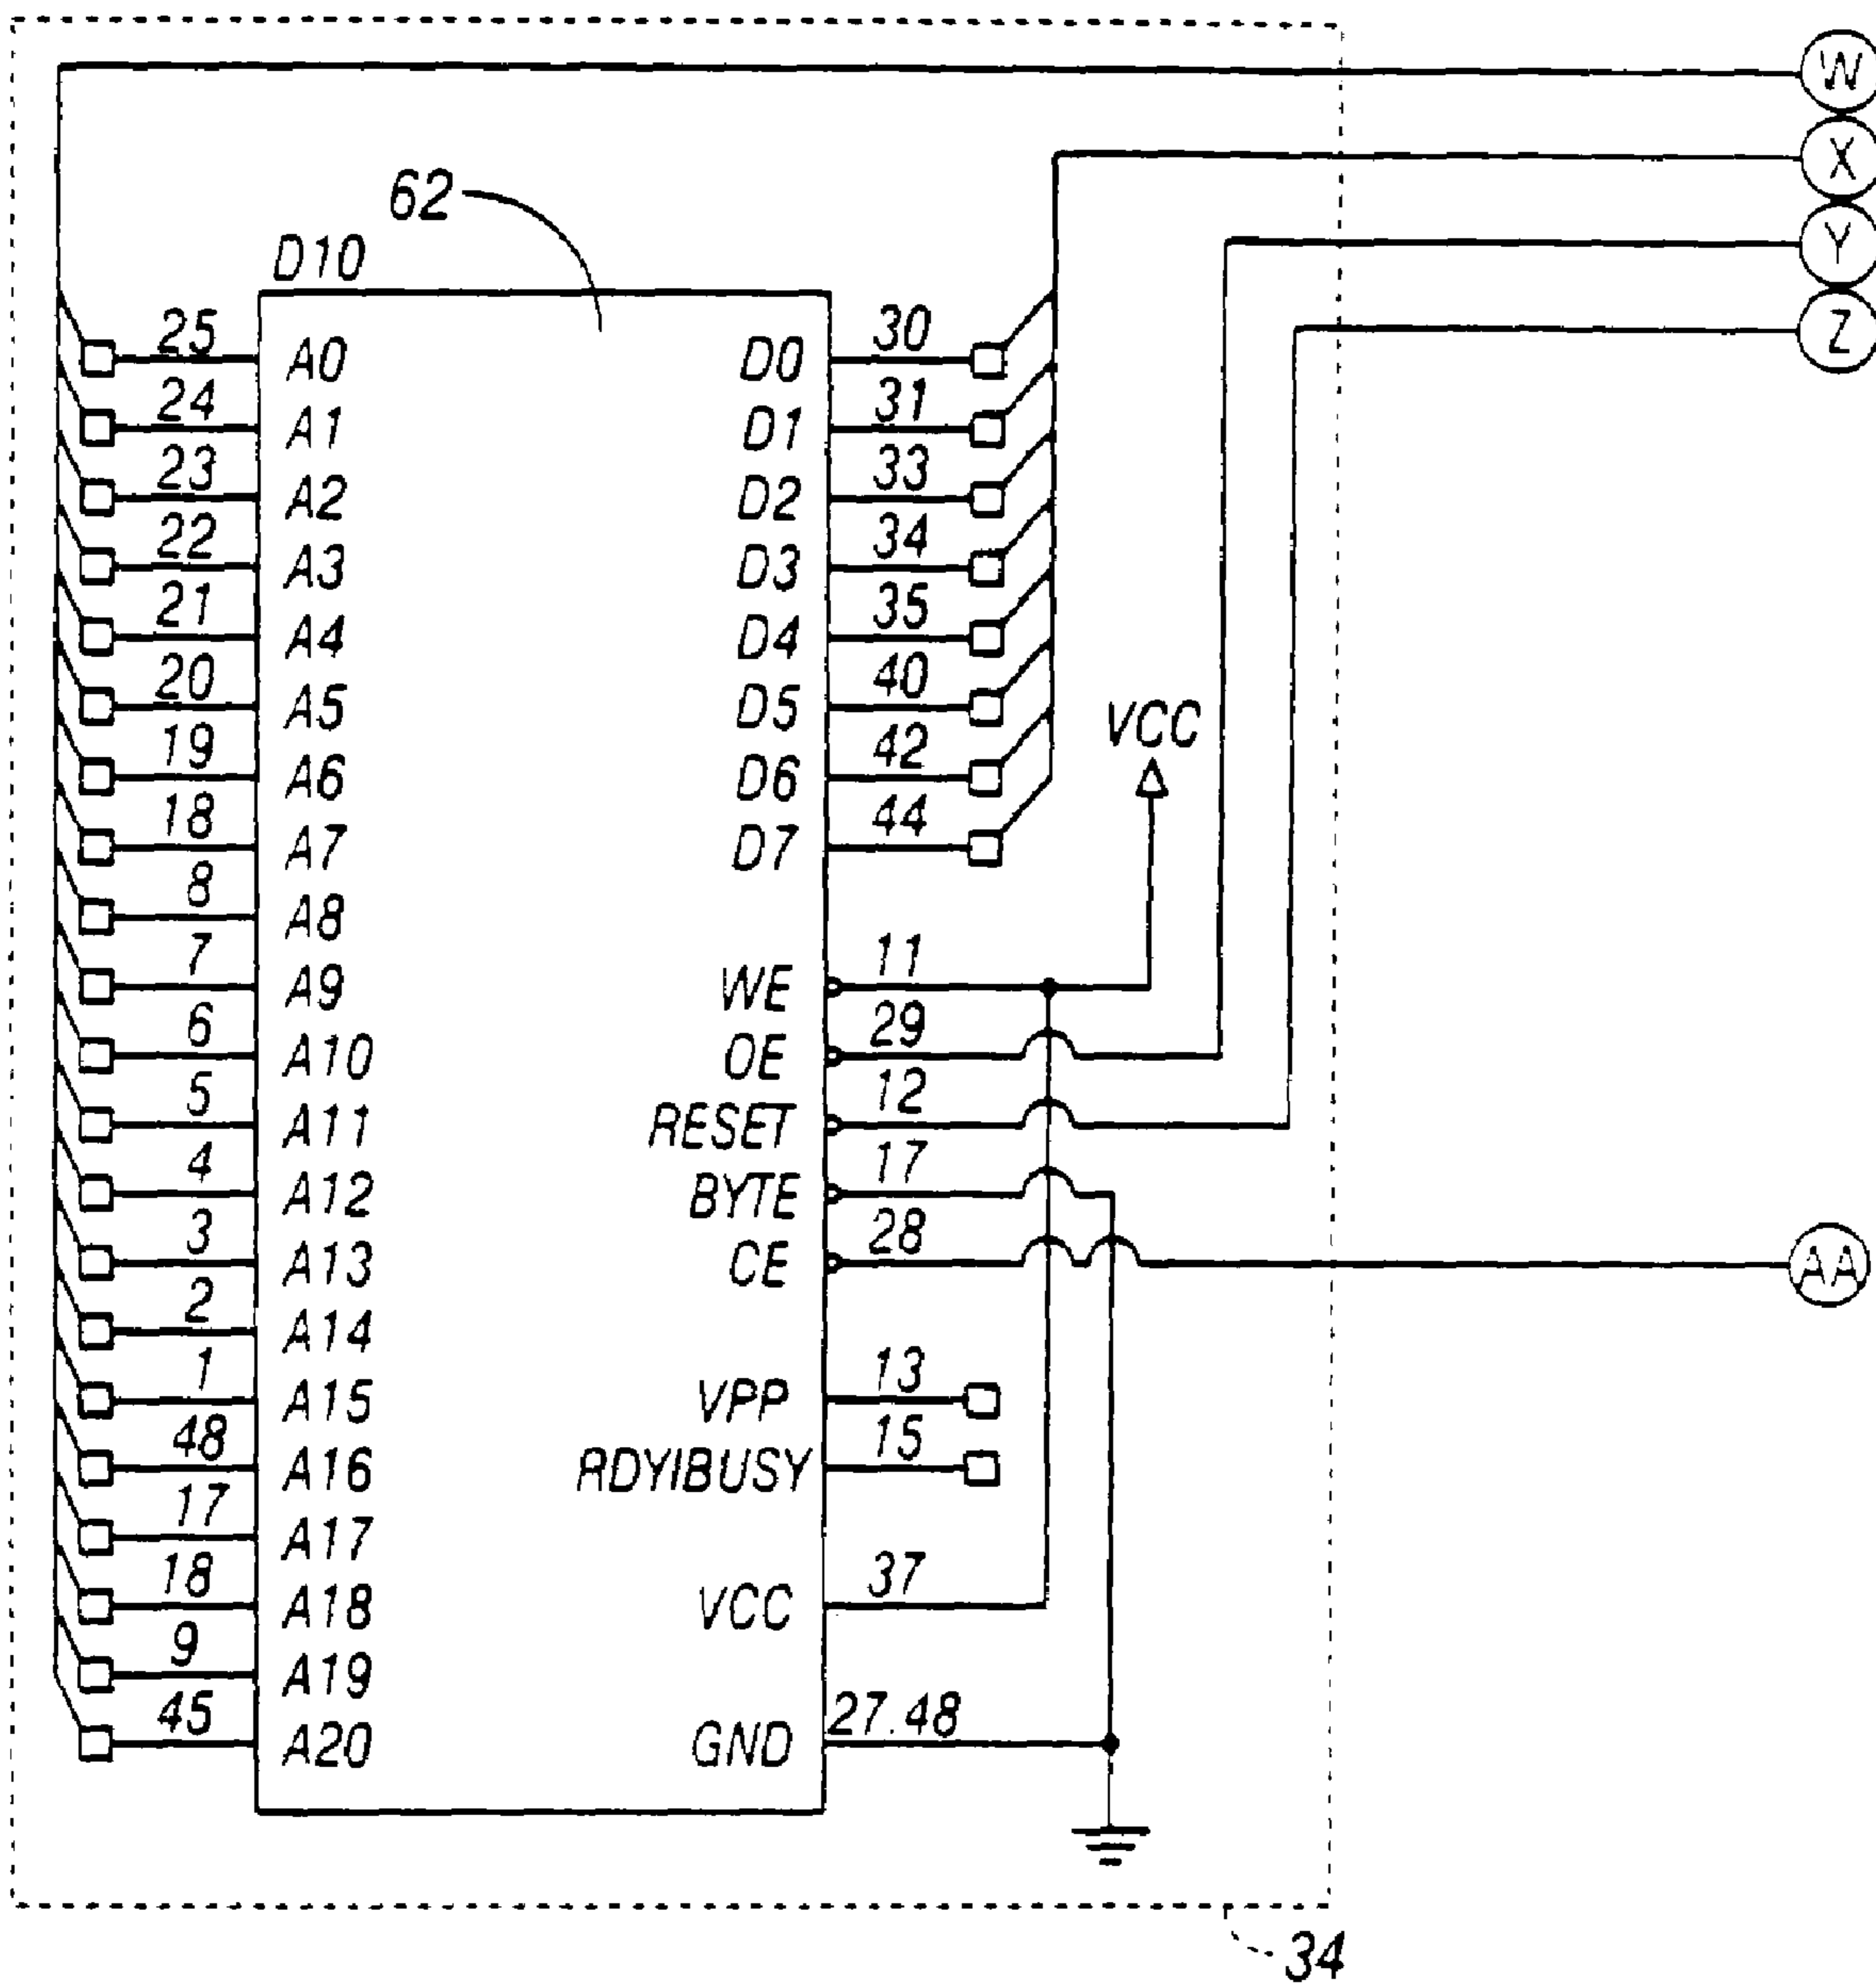 W
X
62
Y
D10
Z
25 A0 D0 30
24 A1 D1 31
23 A2 D2 33
22 A3 D3 34
21 A4 D4 35
20 A5 D5 40
VCC
19 A6 D6 42
18 A7 D7 44
8 A8
7 A9 WE 11
6 A10 OE 29
5 A11 RESET 12
4 A12 BYTE 17
3 A13 CE 28
AA
2 A14
1 A15 VPP 13
48 A16 RDYIBUSY 15
17 A17
18 A18 VCC 37
9 A19
45 A20 GND 27.48
34